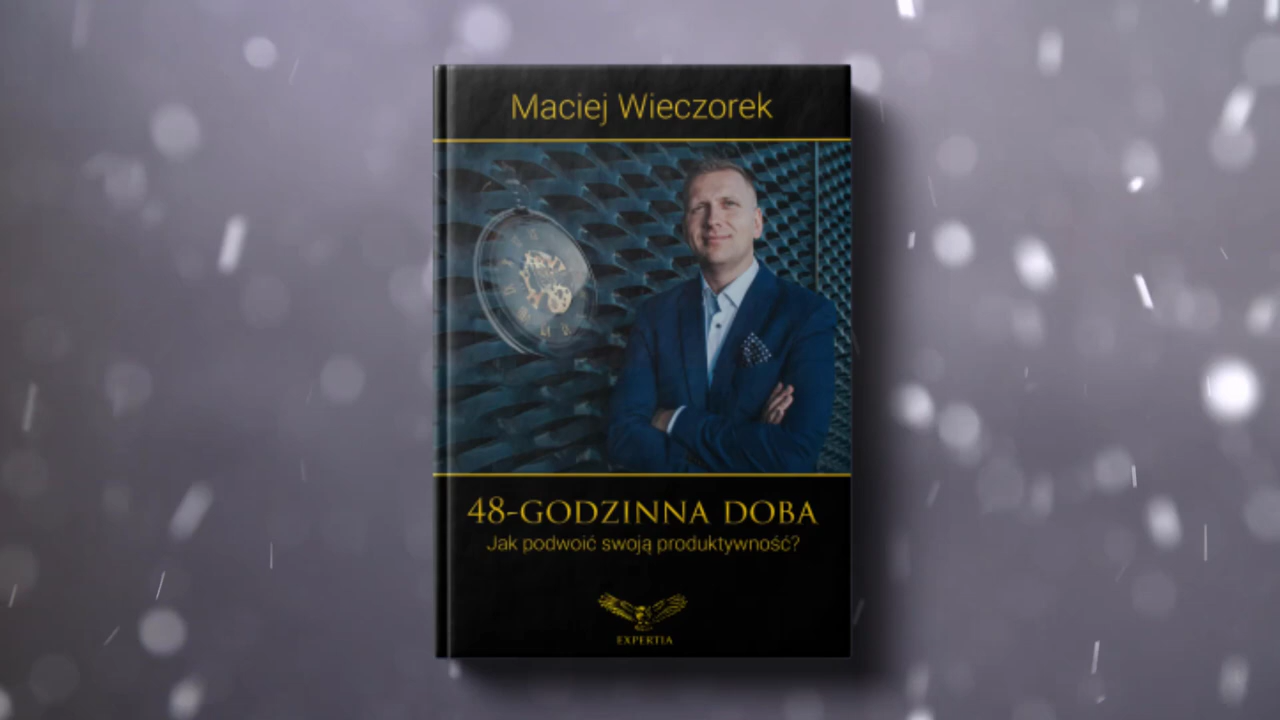 Maciej Wieczorek
48-GODZINNA DOBA
Jak podwoić swoją produktywność?
EXPERTIA